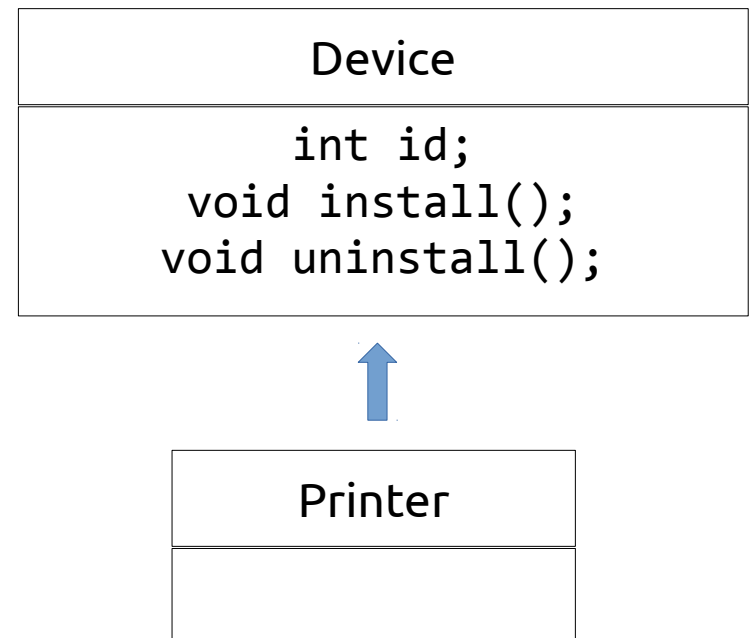 Device
int id;
void install();
void uninstall();
Printer